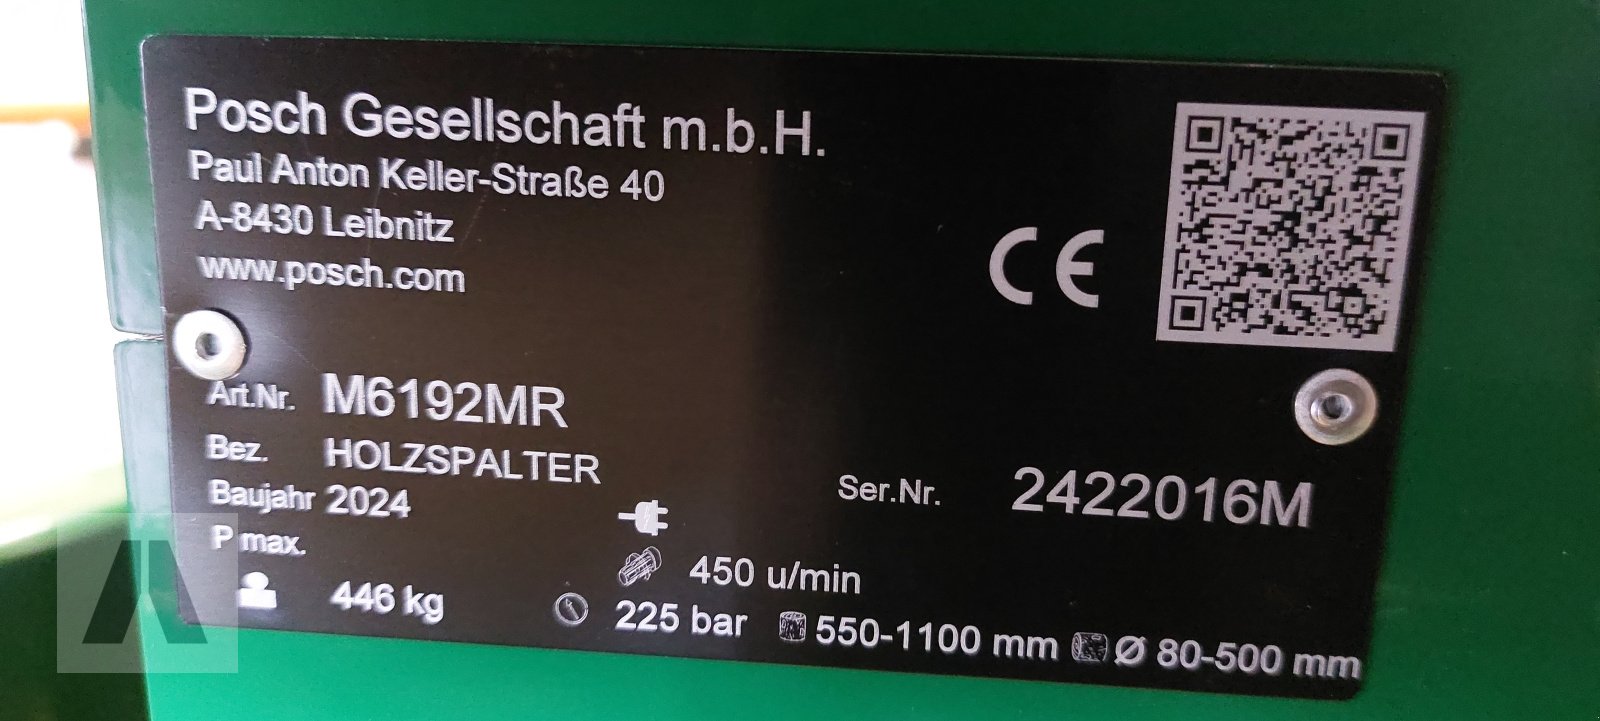 Posch Gesellschaft m.b.H.
Paul Anton Keller-Straße 40
A-8430 Leibnitz
www.posch.com
CE
Art.Nr. M6192MR
Bez. HOLZSPALTER
Ser.Nr. 2422016M
Baujahr 2024
P max.
450 u/min
446 kg 225 bar 550-1100 mm Ø 80-500 mm